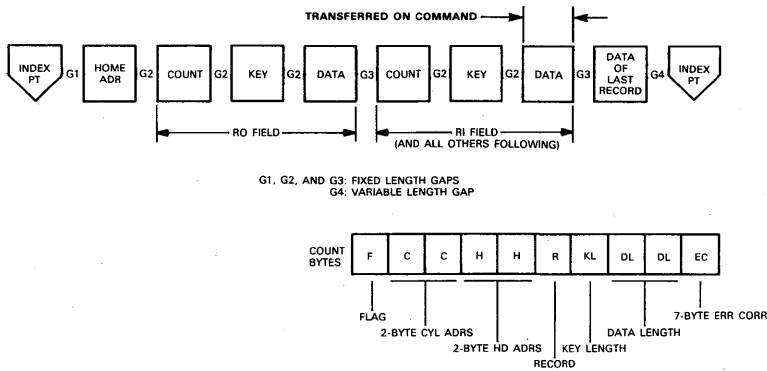 TRANSFERRED ON COMMAND
INDEX PT G1 HOME ADR G2 COUNT G2 KEY G2 DATA G3 COUNT G2 KEY G2 DATA G3 DATA OF LAST RECORD G4 INDEX PT
RO FIELD
RI FIELD
(AND ALL OTHERS FOLLOWING)
G1, G2, AND G3: FIXED LENGTH GAPS
G4: VARIABLE LENGTH GAP
COUNT BYTES F C C H H R KL DL DL EC
FLAG
2-BYTE CYL ADRS
2-BYTE HD ADRS
RECORD
KEY LENGTH
DATA LENGTH
7-BYTE ERR CORR